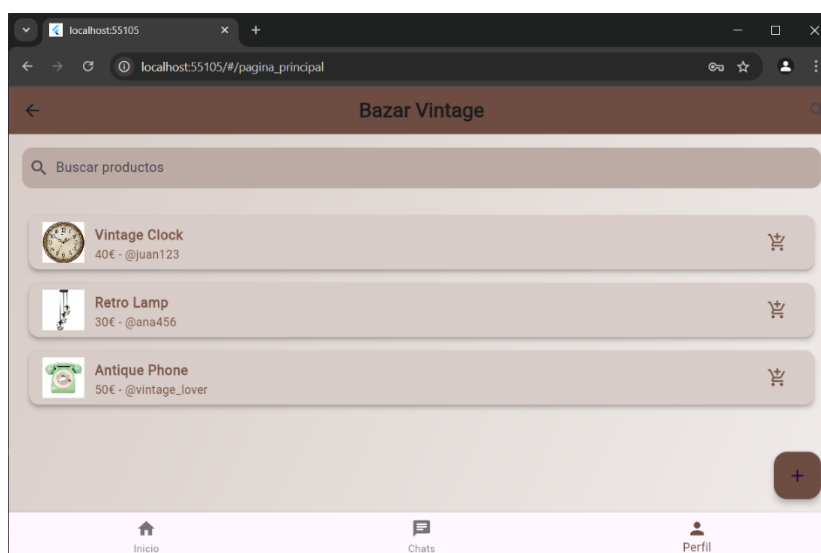 localhost:55105
localhost:55105/#/pagina_principal
Bazar Vintage
Buscar productos
Vintage Clock
40€ - @juan123
Retro Lamp
30€ - @ana456
Antique Phone
50€ - @vintage_lover
Inicio
Chats
Perfil